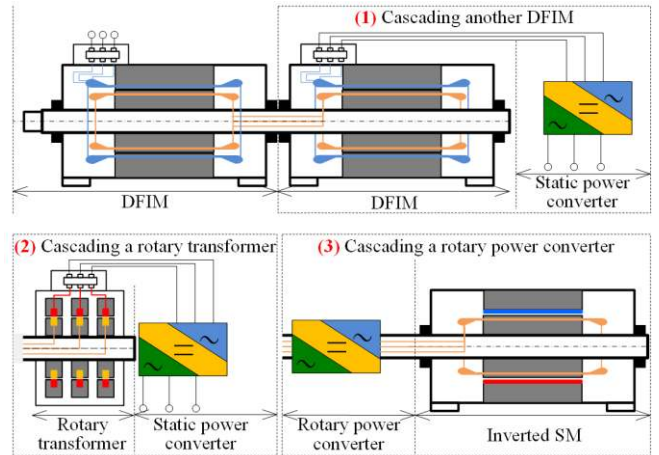 (1) Cascading another DFIM
DFIM
DFIM
Static power
converter
(2) Cascading a rotary transformer
Rotary
transformer
Static power
converter
(3) Cascading a rotary power converter
Rotary power
converter
Inverted SM